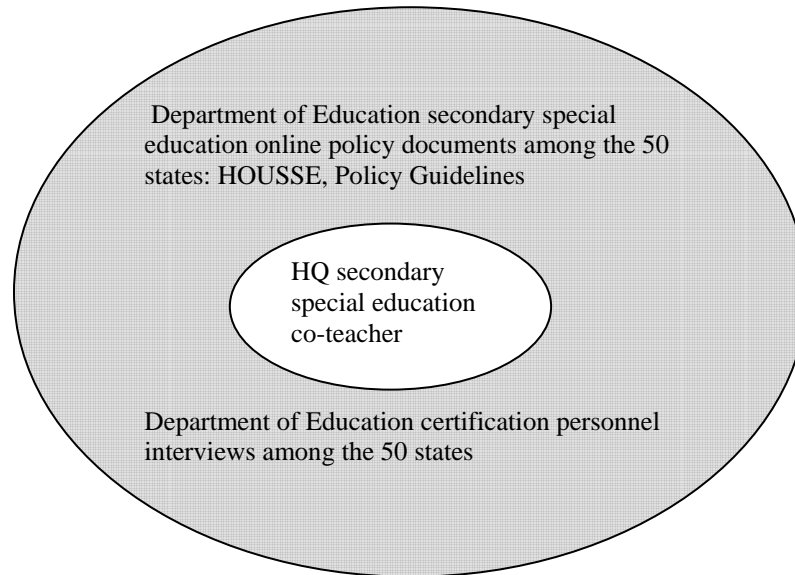 Department of Education secondary special
education online policy documents among the 50
states: HOUSSE, Policy Guidelines
HQ secondary
special education
co-teacher
Department of Education certification personnel
interviews among the 50 states